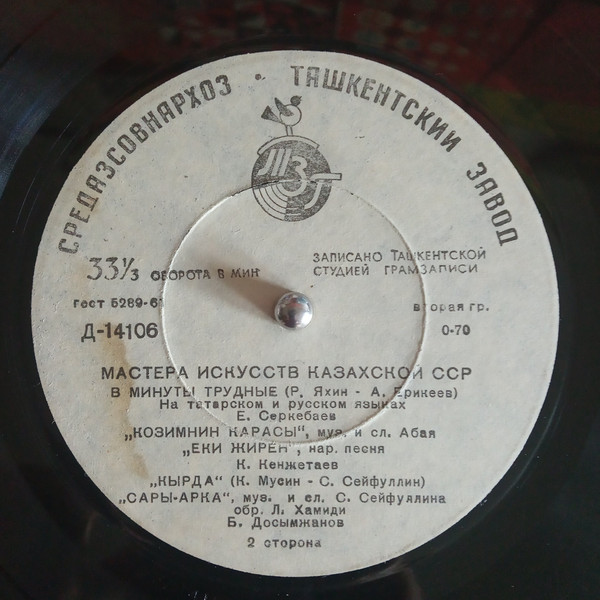 СРЕДАЗСОВНАРХОЗ • ТАШКЕНТСКИЙ ЗАВОД
ТЗГ
33⅓ ОБОРОТА В МИН
ЗАПИСАНО ТАШКЕНТСКОЙ
СТУДИЕЙ ГРАМЗАПИСИ
гост 5289-61
вторая гр.
Д-14106
0-70
МАСТЕРА ИСКУССТВ КАЗАХСКОЙ ССР
В МИНУТЫ ТРУДНЫЕ (Р. Яхин - А. Ерикеев)
На татарском и русском языках
Е. Серкебаев
„КОЗИМНИН КАРАСЫ", муз. и сл. Абая
„ЕКИ ЖИРЕН", нар. песня
К. Кенжетаев
„КЫРДА" (К. Мусин - С. Сейфуллин)
„САРЫ-АРКА", муз. и сл. С. Сейфуллина
обр. Л. Хамиди
Б. Досымжанов
2 сторона